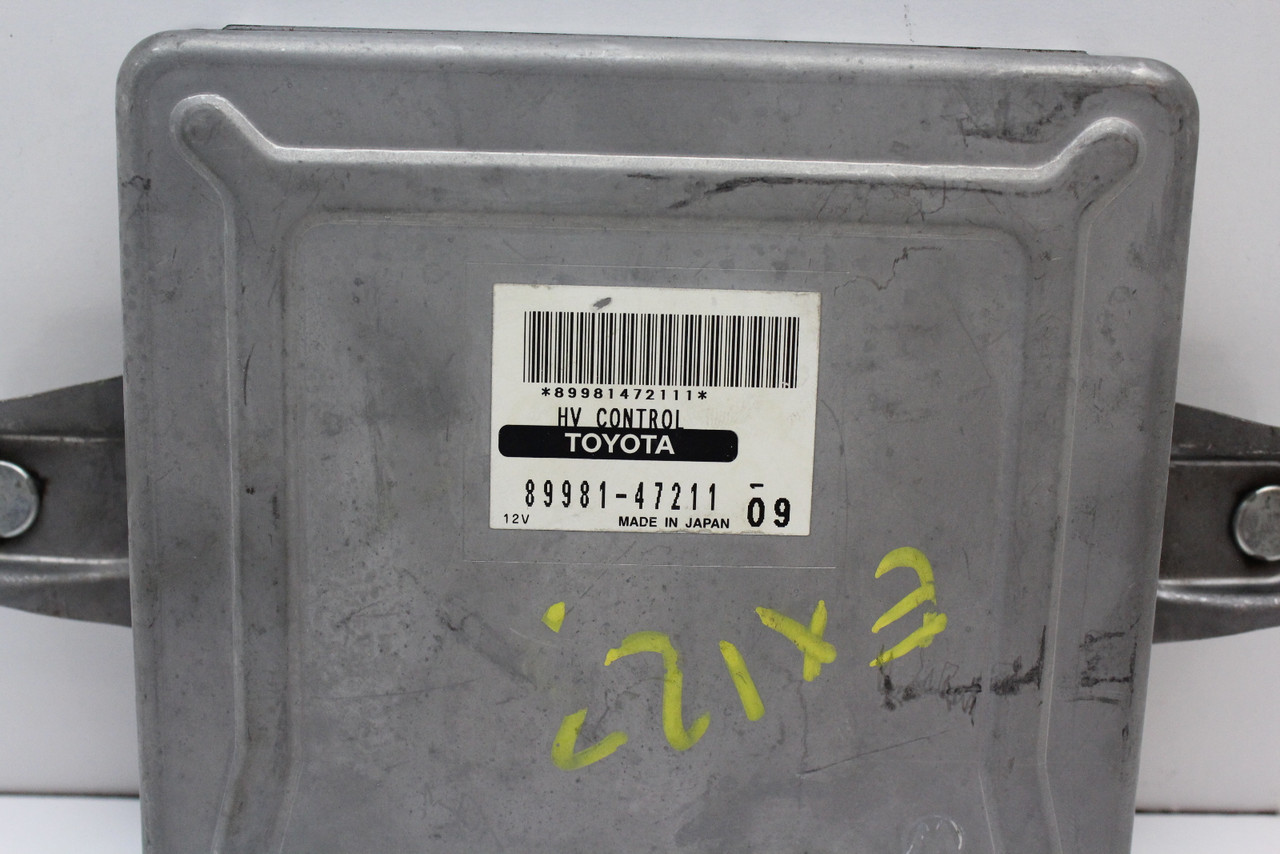 *89981472111*
HV CONTROL
TOYOTA
89981-47211 09
12V MADE IN JAPAN